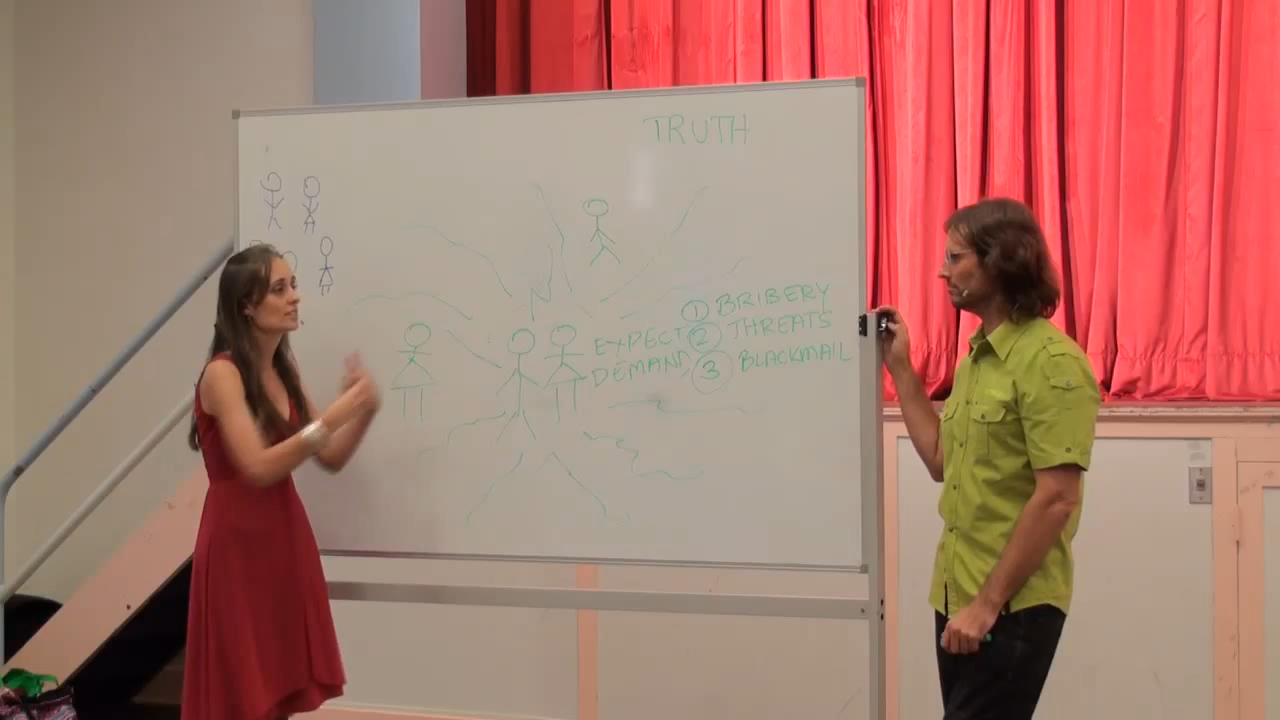 TRUTH
N
① BRIBERY
EXPECT ② THREATS
DEMAND ③ BLACKMAIL